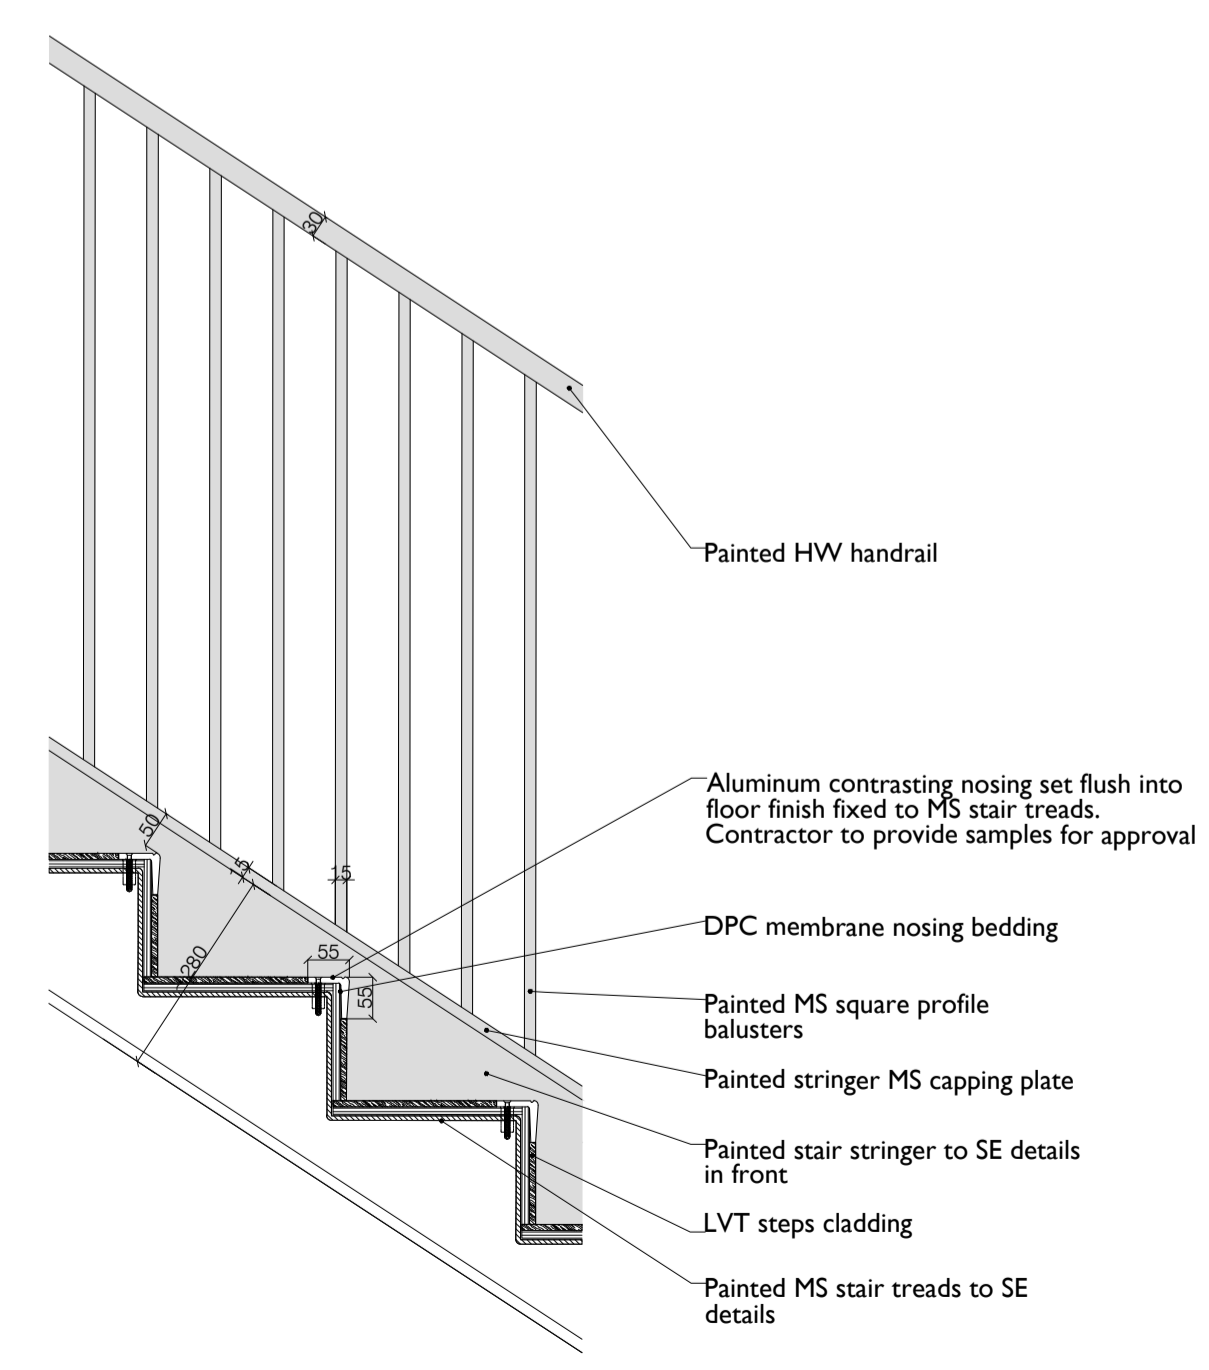 30
Painted HW handrail
Aluminum contrasting nosing set flush into
floor finish fixed to MS stair treads.
Contractor to provide samples for approval
50
15
15
DPC membrane nosing bedding
55
280
55
Painted MS square profile
balusters
Painted stringer MS capping plate
Painted stair stringer to SE details
in front
LVT steps cladding
Painted MS stair treads to SE
details